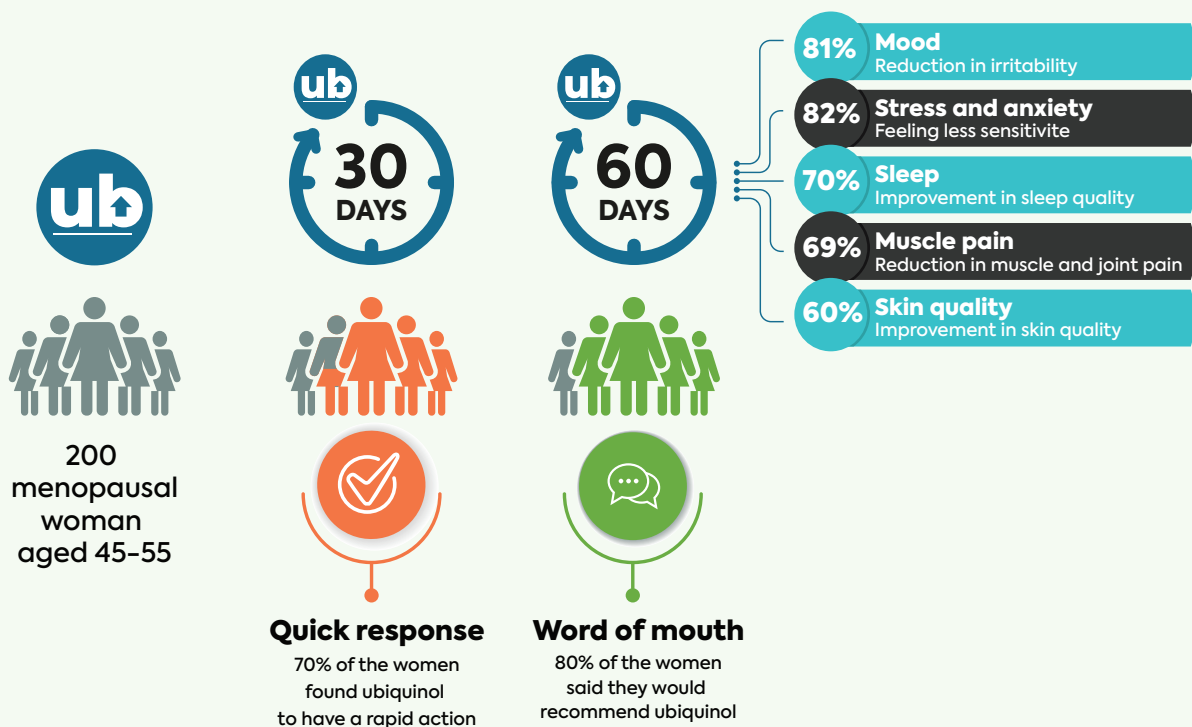 ub
200
menopausal
woman
aged 45-55
ub
30
DAYS
Quick response
70% of the women
found ubiquinol
to have a rapid action
ub
60
DAYS
Word of mouth
80% of the women
said they would
recommend ubiquinol
81% Mood
Reduction in irritability
82% Stress and anxiety
Feeling less sensitivite
70% Sleep
Improvement in sleep quality
69% Muscle pain
Reduction in muscle and joint pain
60% Skin quality
Improvement in skin quality